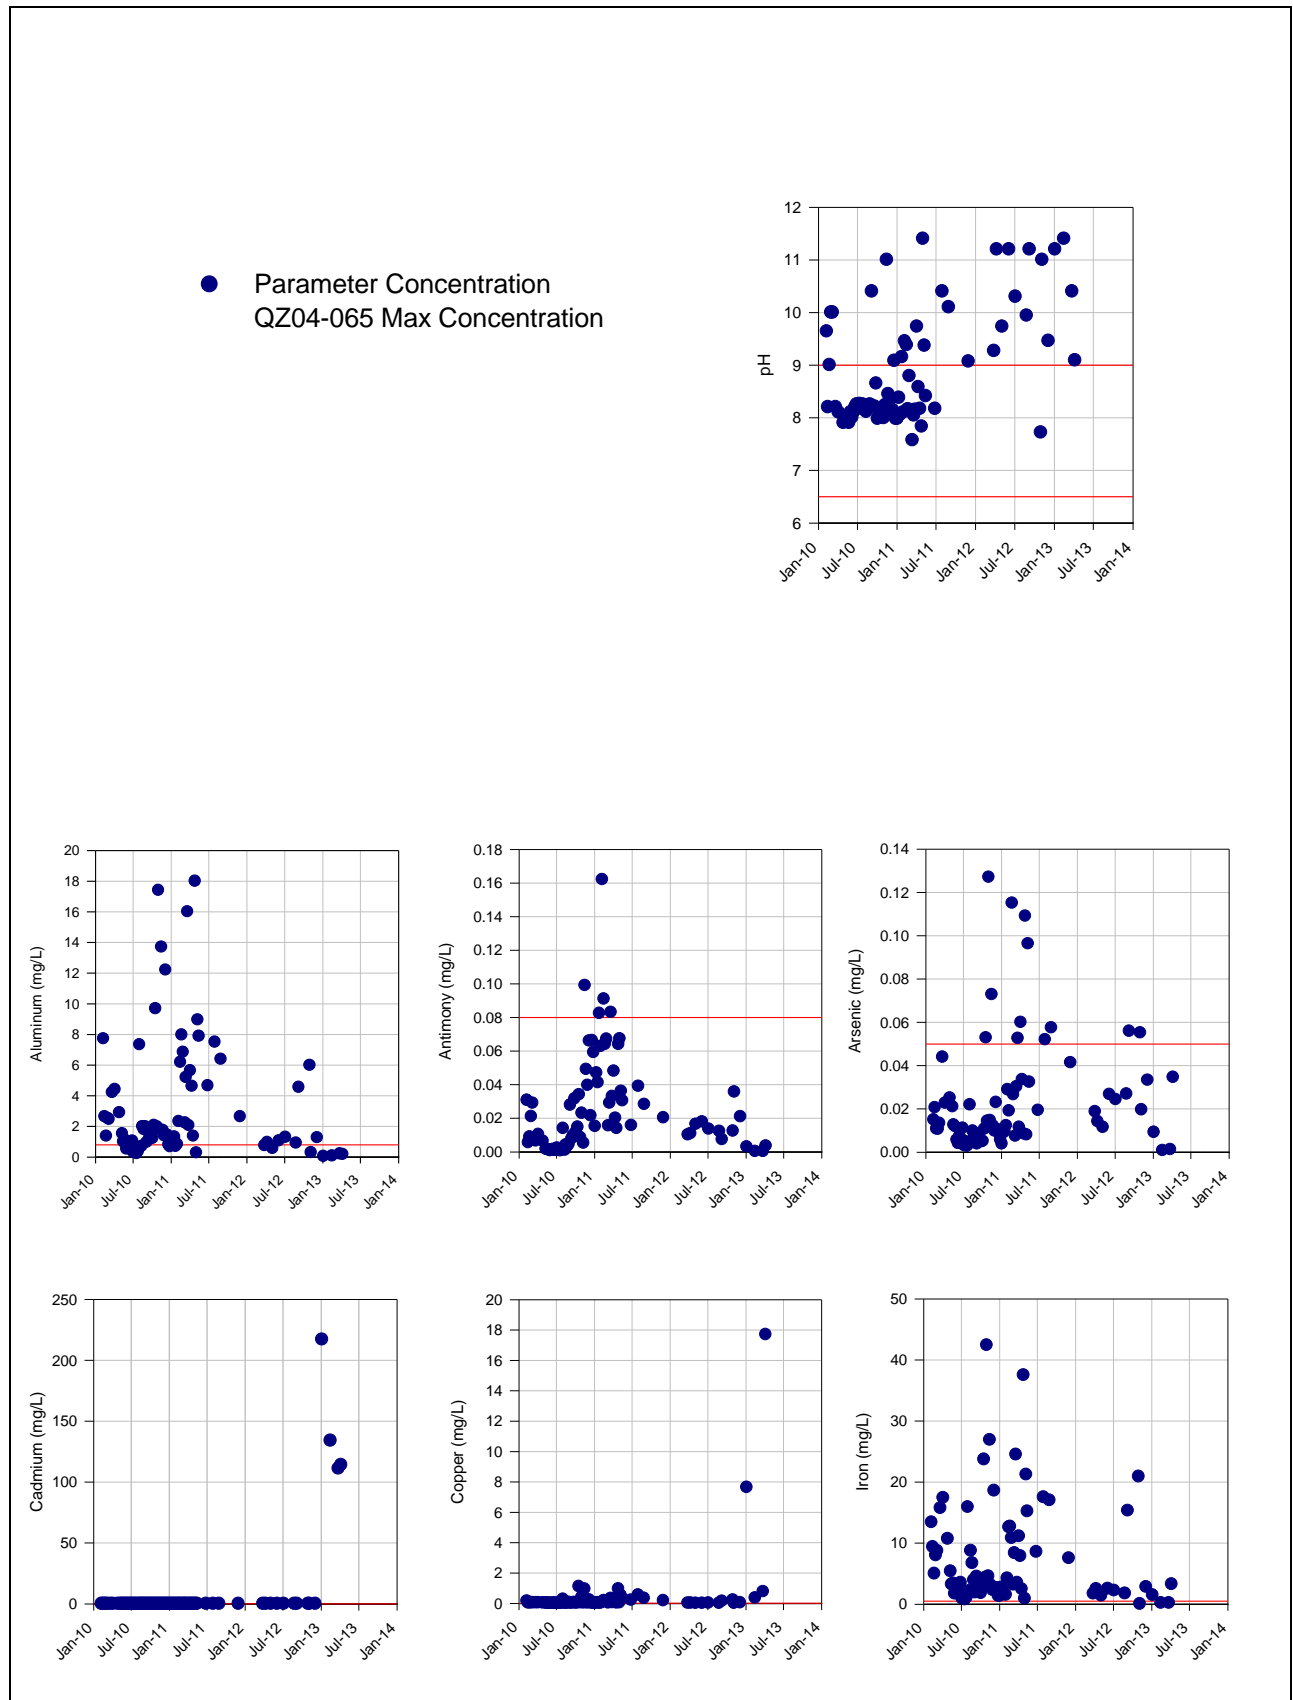 Parameter Concentration
QZ04-065 Max Concentration
pH
12
11
10
9
8
7
6
Jan-10
Jul-10
Jan-11
Jul-11
Jan-12
Jul-12
Jan-13
Jul-13
Jan-14
Aluminum (mg/L)
20
18
16
14
12
10
8
6
4
2
0
Jan-10
Jul-10
Jan-11
Jul-11
Jan-12
Jul-12
Jan-13
Jul-13
Jan-14
Antimony (mg/L)
0.18
0.16
0.14
0.12
0.10
0.08
0.06
0.04
0.02
0.00
Jan-10
Jul-10
Jan-11
Jul-11
Jan-12
Jul-12
Jan-13
Jul-13
Jan-14
Arsenic (mg/L)
0.14
0.12
0.10
0.08
0.06
0.04
0.02
0.00
Jan-10
Jul-10
Jan-11
Jul-11
Jan-12
Jul-12
Jan-13
Jul-13
Jan-14
Cadmium (mg/L)
250
200
150
100
50
0
Jan-10
Jul-10
Jan-11
Jul-11
Jan-12
Jul-12
Jan-13
Jul-13
Jan-14
Copper (mg/L)
20
18
16
14
12
10
8
6
4
2
0
Jan-10
Jul-10
Jan-11
Jul-11
Jan-12
Jul-12
Jan-13
Jul-13
Jan-14
Iron (mg/L)
50
40
30
20
10
0
Jan-10
Jul-10
Jan-11
Jul-11
Jan-12
Jul-12
Jan-13
Jul-13
Jan-14